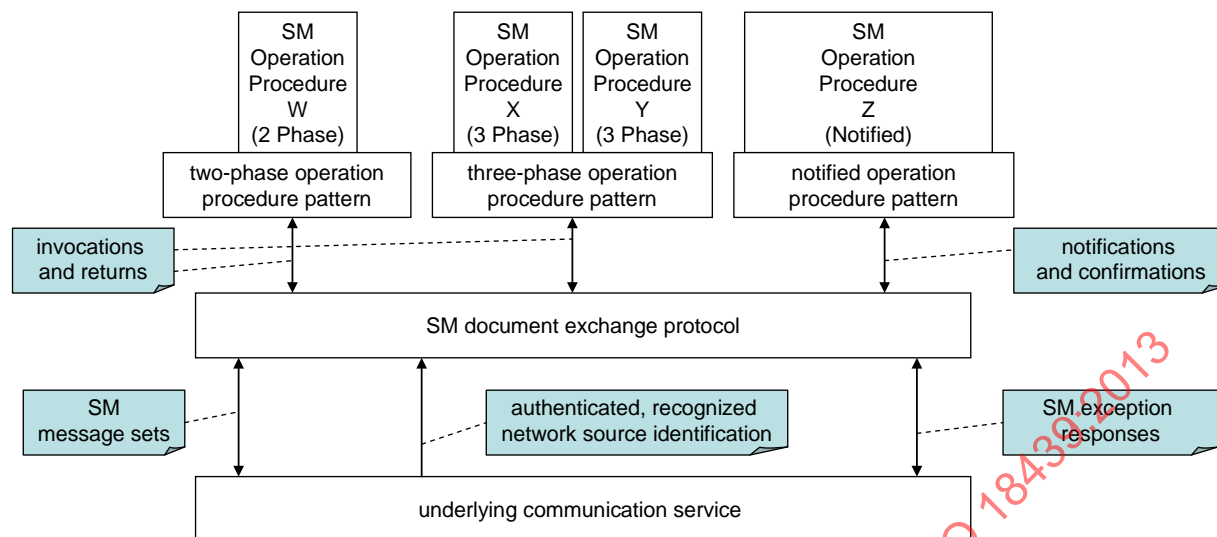 SM
Operation
Procedure
W
(2 Phase)
SM
Operation
Procedure
X
(3 Phase)
SM
Operation
Procedure
Y
(3 Phase)
SM
Operation
Procedure
Z
(Notified)
two-phase operation
procedure pattern
three-phase operation
procedure pattern
notified operation
procedure pattern
invocations
and returns
notifications
and confirmations
SM document exchange protocol
SM
message sets
authenticated, recognized
network source identification
SM exception
responses
underlying communication service
18439:2013